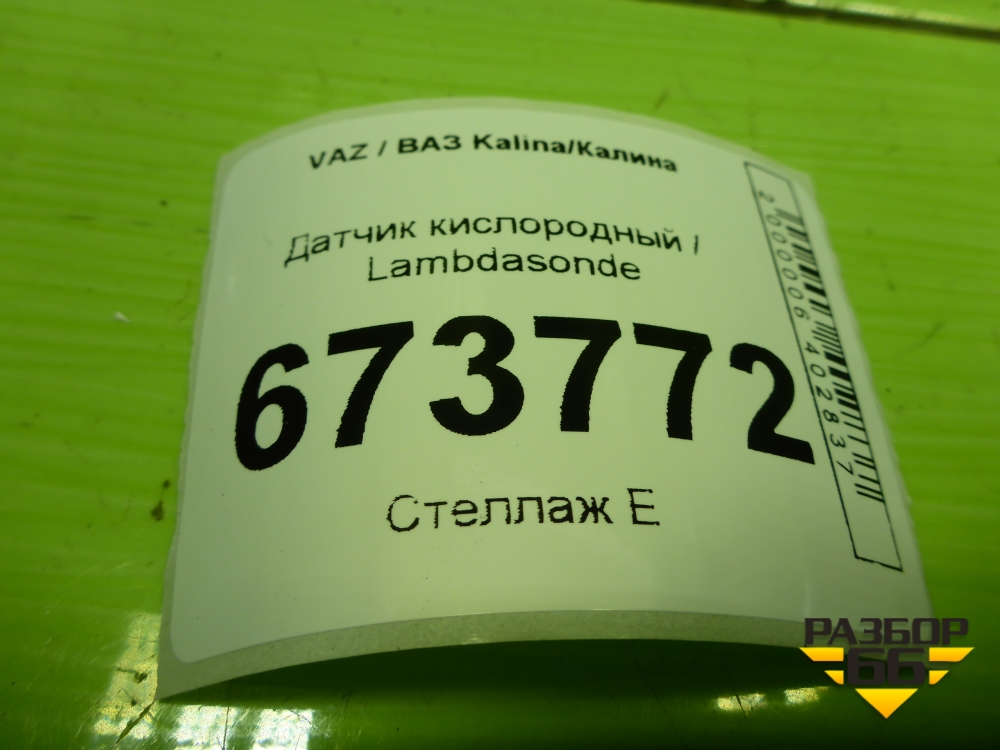 VAZ / ВАЗ Kalina/Калина
Датчик кислородный /
Lambdasonde
673772
Стеллаж Е
2000006402837
РАЗБОР
66